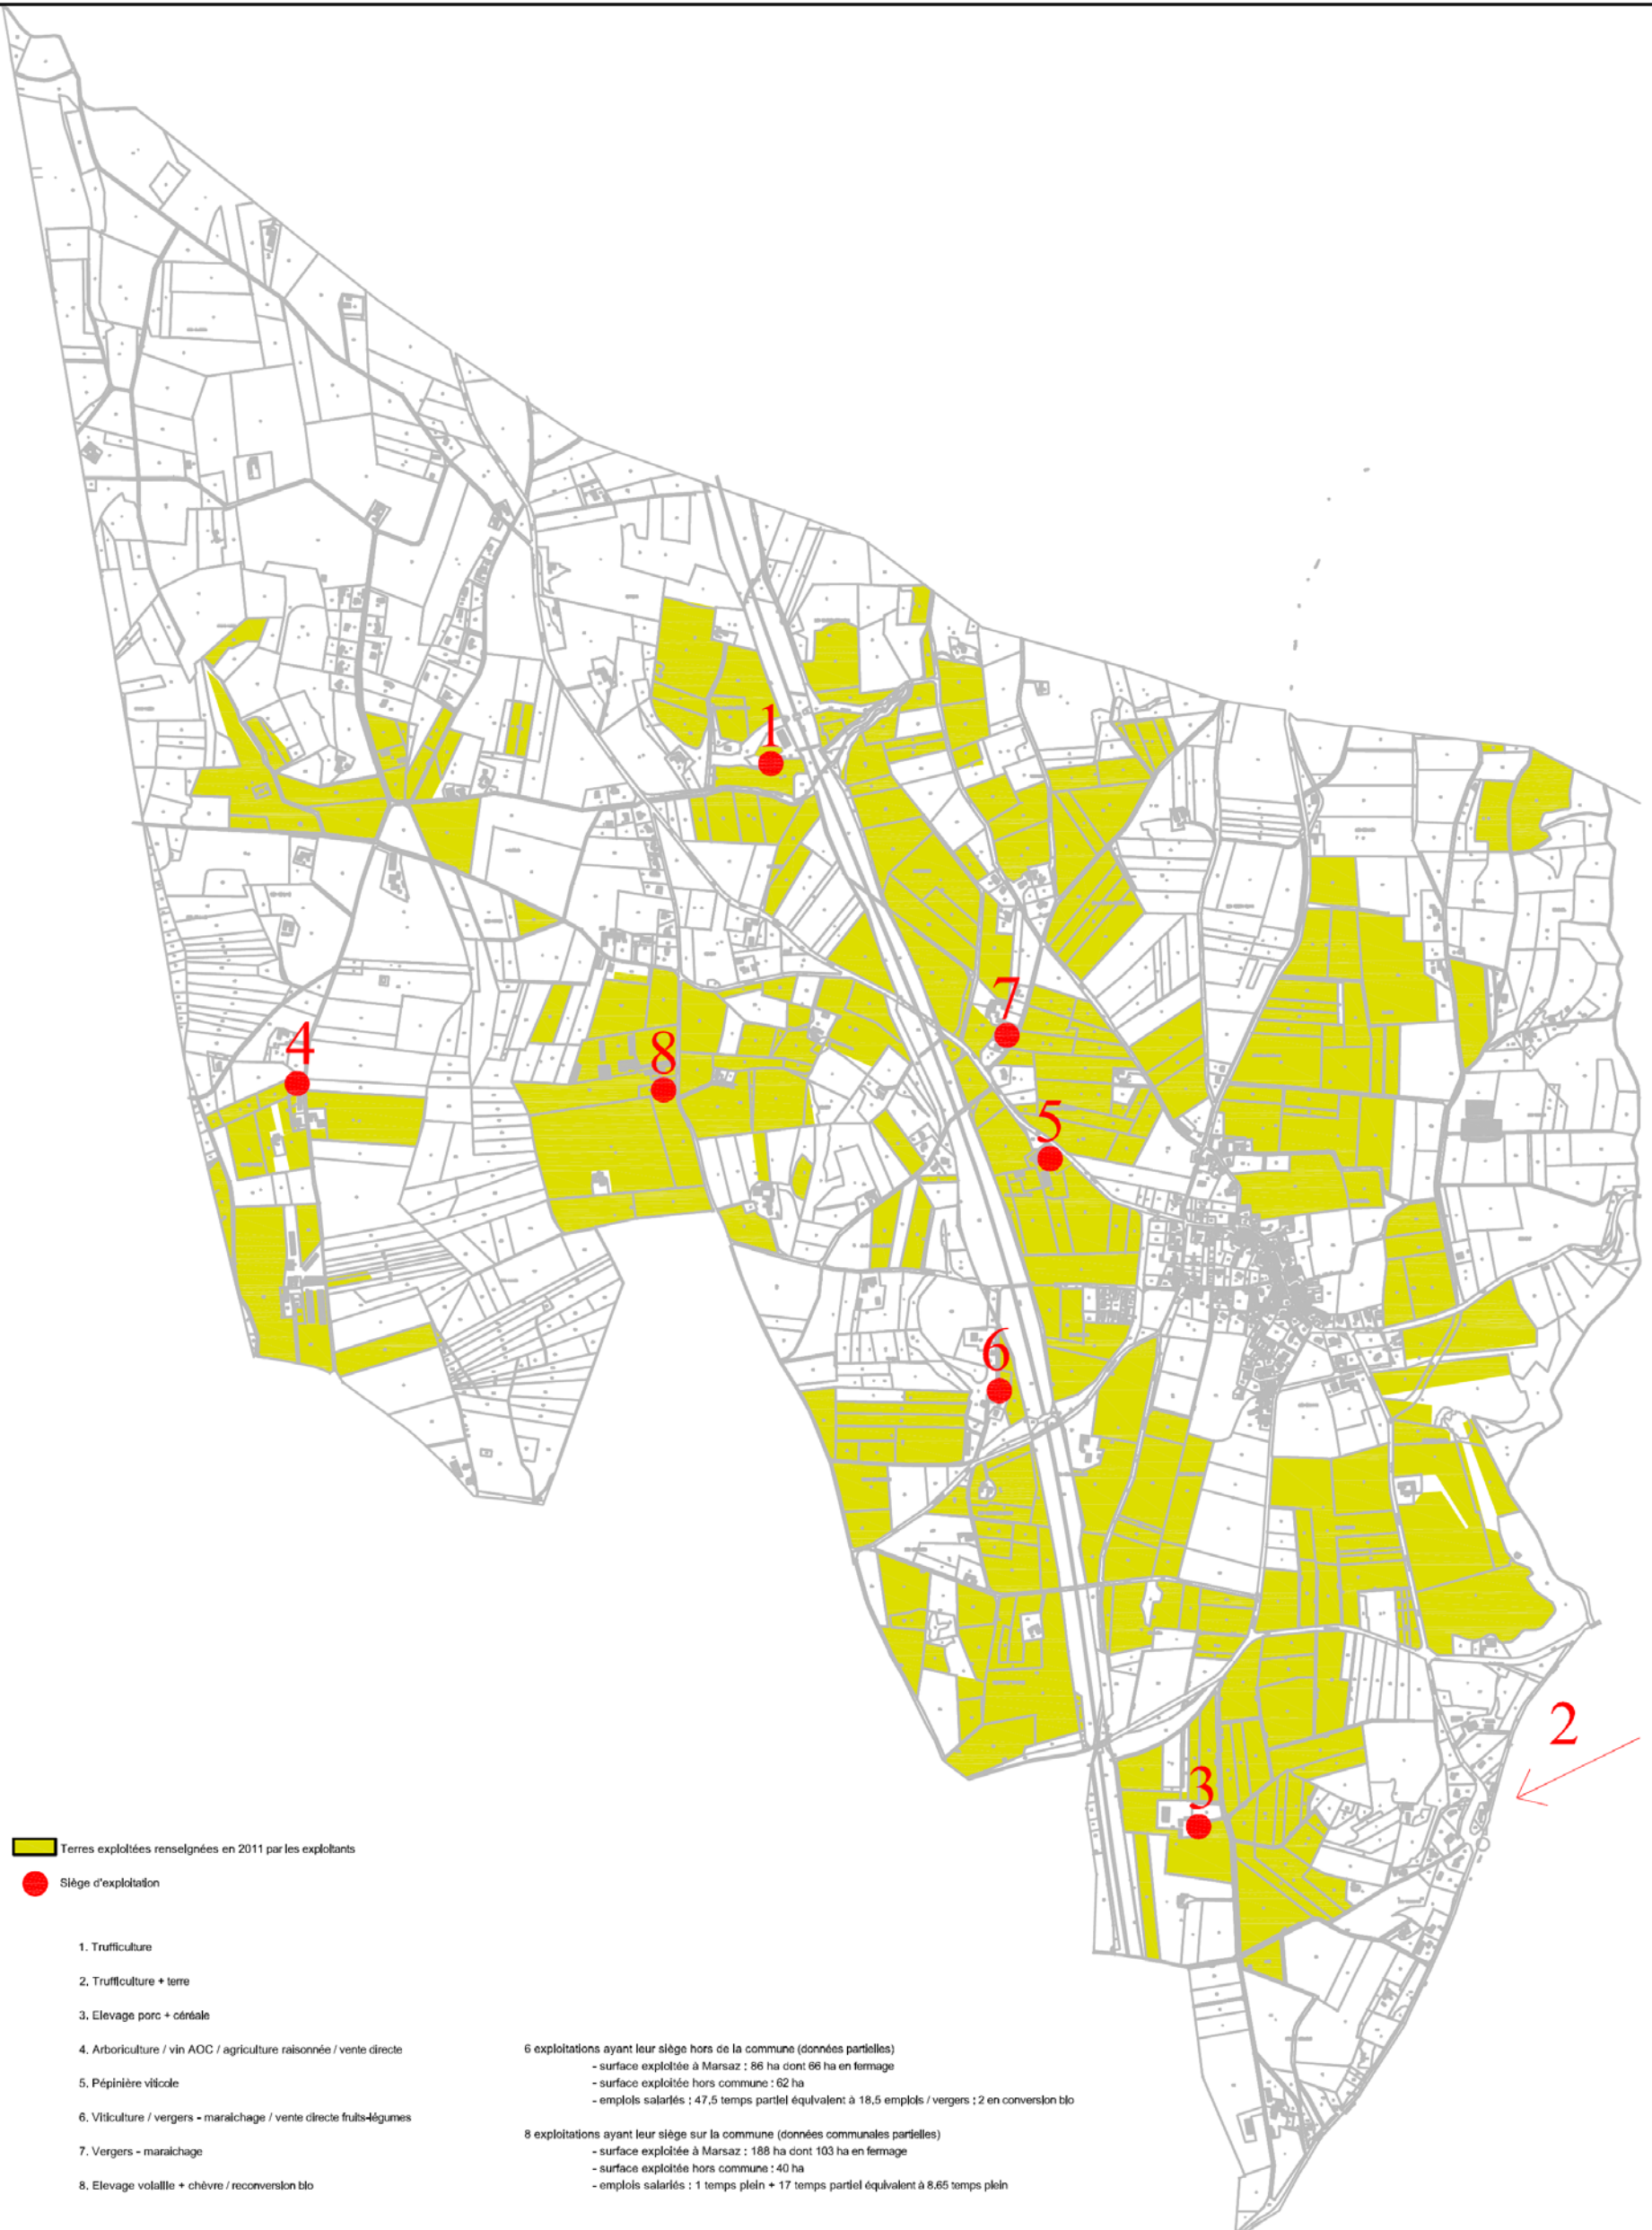 1
7
4
8
5
6
2
3
Terres exploitées renseignées en 2011 par les exploitants
Siège d'exploitation
1. Trufficulture
2. Trufficulture + terre
3. Elevage porc + céréale
4. Arboriculture / vin AOC / agriculture raisonnée / vente directe
5. Pépinière viticole
6. Viticulture / vergers - maraichage / vente directe fruits-légumes
7. Vergers - maraichage
8. Elevage volaille + chèvre / reconversion bio
6 exploitations ayant leur siège hors de la commune (données partielles)
- surface exploitée à Marsaz : 86 ha dont 66 ha en fermage
- surface exploitée hors commune : 62 ha
- emplois salariés : 47,5 temps partiel équivalent à 18,5 emplois / vergers : 2 en conversion bio
8 exploitations ayant leur siège sur la commune (données communales partielles)
- surface exploitée à Marsaz : 188 ha dont 103 ha en fermage
- surface exploitée hors commune : 40 ha
- emplois salariés : 1 temps plein + 17 temps partiel équivalent à 8.65 temps plein